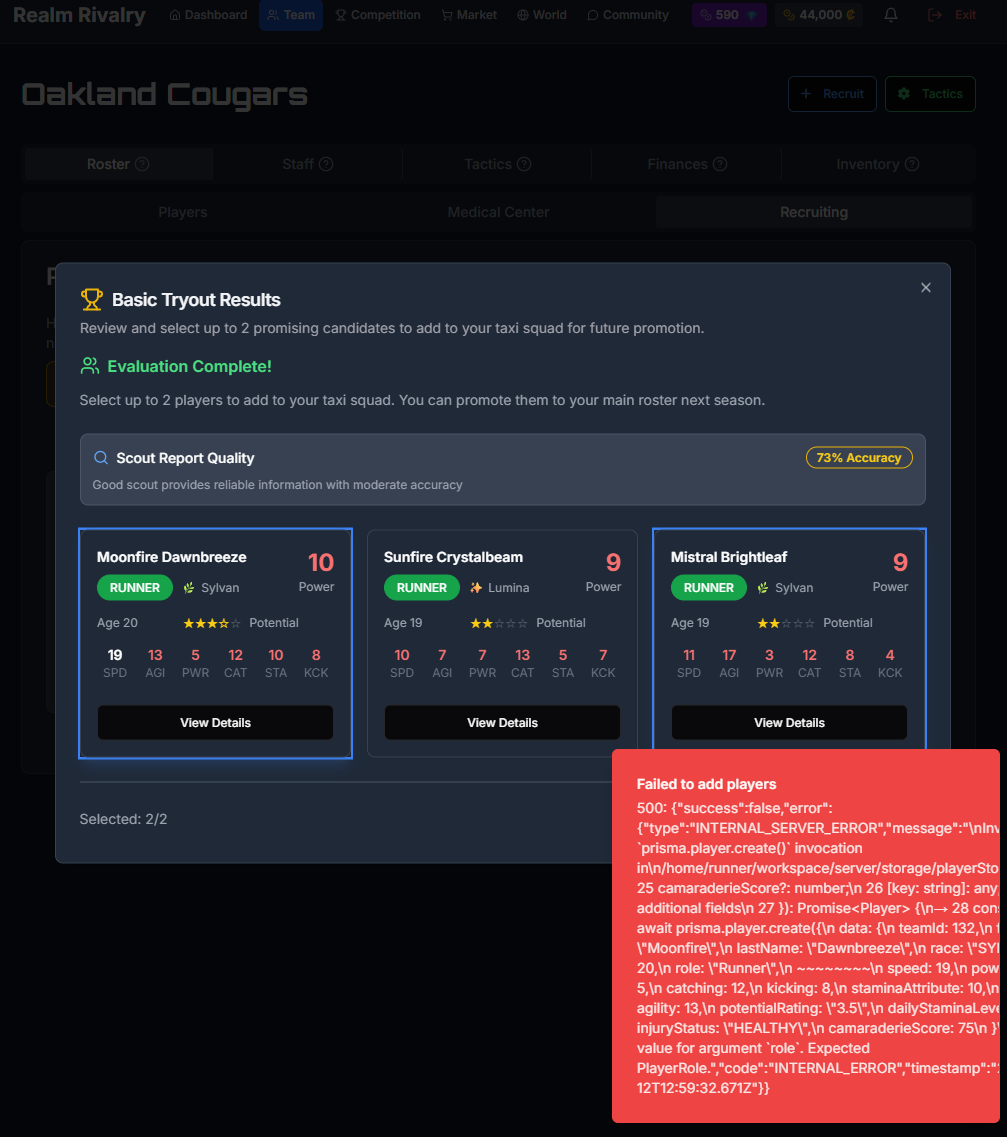 Realm Rivalry Dashboard Team Competition Market World Community 590 44,000 Exit
Oakland Cougars
Recruit Tactics
Roster Staff Tactics Finances Inventory
Players Medical Center Recruiting
Basic Tryout Results
Review and select up to 2 promising candidates to add to your taxi squad for future promotion.
Evaluation Complete!
Select up to 2 players to add to your taxi squad. You can promote them to your main roster next season.
Scout Report Quality 73% Accuracy
Good scout provides reliable information with moderate accuracy
Moonfire Dawnbreeze 10
RUNNER Sylvan Power
Age 20 Potential
19 13 5 12 10 8
SPD AGI PWR CAT STA KCK
View Details
Sunfire Crystalbeam 9
RUNNER Lumina Power
Age 19 Potential
10 7 7 13 5 7
SPD AGI PWR CAT STA KCK
View Details
Mistral Brightleaf 9
RUNNER Sylvan Power
Age 19 Potential
11 17 3 12 8 4
SPD AGI PWR CAT STA KCK
View Details
Selected: 2/2
Failed to add players
500: {"success":false,"error":
{"type":"INTERNAL_SERVER_ERROR","message":"\nInv
`prisma.player.create()` invocation
in\n/home/runner/workspace/server/storage/playerSto
25 camaraderieScore?: number;\n 26 [key: string]: any
additional fields\n 27 }): Promise<Player> {\n→ 28 con
await prisma.player.create({\n data: {\n teamId: 132,\n
\"Moonfire\",\n lastName: \"Dawnbreeze\",\n race: \"SY
20,\n role: \"Runner\",\n ~~~~~~~~\n speed: 19,\n pow
5,\n catching: 12,\n kicking: 8,\n staminaAttribute: 10,\n
agility: 13,\n potentialRating: \"3.5\",\n dailyStaminaLeve
injuryStatus: \"HEALTHY\",\n camaraderieScore: 75\n }
value for argument `role`. Expected
PlayerRole.","code":"INTERNAL_ERROR","timestamp":"
12T12:59:32.671Z"}}